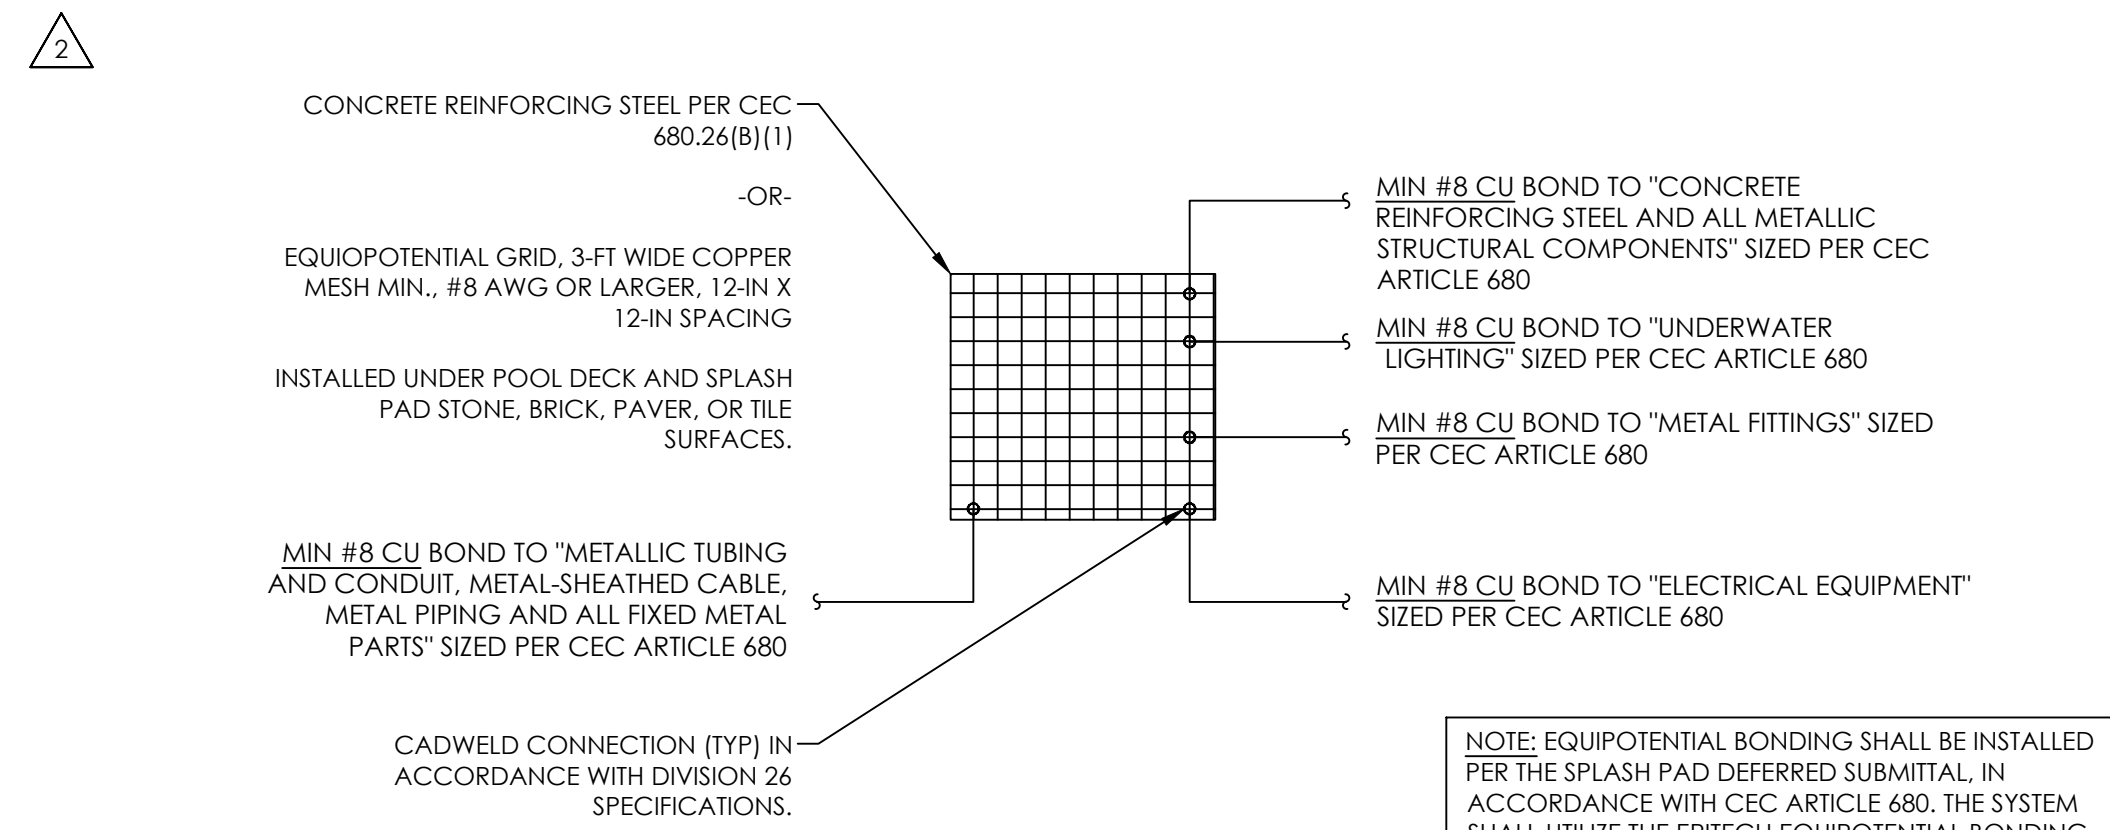 2
CONCRETE REINFORCING STEEL PER CEC
680.26(B)(1)
-OR-
EQUIOPOTENTIAL GRID, 3-FT WIDE COPPER
MESH MIN., #8 AWG OR LARGER, 12-IN X
12-IN SPACING
INSTALLED UNDER POOL DECK AND SPLASH
PAD STONE, BRICK, PAVER, OR TILE
SURFACES.
MIN #8 CU BOND TO "METALLIC TUBING
AND CONDUIT, METAL-SHEATHED CABLE,
METAL PIPING AND ALL FIXED METAL
PARTS" SIZED PER CEC ARTICLE 680
CADWELD CONNECTION (TYP) IN
ACCORDANCE WITH DIVISION 26
SPECIFICATIONS.
MIN #8 CU BOND TO "CONCRETE
REINFORCING STEEL AND ALL METALLIC
STRUCTURAL COMPONENTS" SIZED PER CEC
ARTICLE 680
MIN #8 CU BOND TO "UNDERWATER
LIGHTING" SIZED PER CEC ARTICLE 680
MIN #8 CU BOND TO "METAL FITTINGS" SIZED
PER CEC ARTICLE 680
MIN #8 CU BOND TO "ELECTRICAL EQUIPMENT"
SIZED PER CEC ARTICLE 680
NOTE: EQUIPOTENTIAL BONDING SHALL BE INSTALLED
PER THE SPLASH PAD DEFERRED SUBMITTAL, IN
ACCORDANCE WITH CEC ARTICLE 680. THE SYSTEM
SHALL UTILIZE THE ERITECH EQUIPOTENTIAL BONDING